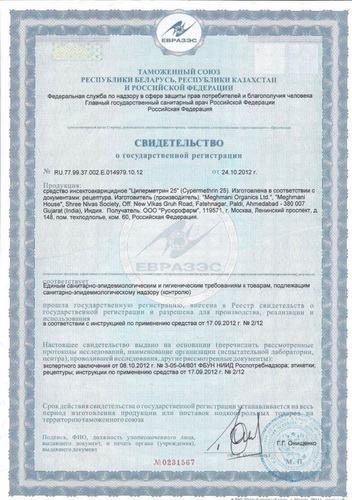 ЕВРАЗЭС
ТАМОЖЕННЫЙ СОЮЗ
РЕСПУБЛИКИ БЕЛАРУСЬ, РЕСПУБЛИКИ КАЗАХСТАН
И РОССИЙСКОЙ ФЕДЕРАЦИИ
Федеральная служба по надзору в сфере защиты прав потребителей и благополучия человека
Главный государственный санитарный врач Российской Федерации
Российская Федерация
СВИДЕТЕЛЬСТВО
о государственной регистрации
№ RU.77.99.37.002.Е.014979.10.12 от 24.10.2012 г.
Продукция:
средство инсектоакарицидное "Циперметрин 25" (Cypermethrin 25). Изготовлена в соответствии с
документами: рецептура. Изготовитель (производитель): "Meghmani Organics Ltd.", "Meghmani
House", Shree Nivas Society, Off. New Vikas Gruh Road, Fatehnagar, Paldi, Ahmedabad - 380 007
Gujarat (India), Индия. Получатель: ООО "Русюрофарм", 119571, г. Москва, Ленинский проспект, д.
148, пом. техподполье, ком. 60, Российская Федерация.
ЕВРАЗЭС
соответствует
Единым санитарно-эпидемиологическим и гигиеническим требованиям к товарам, подлежащим
санитарно-эпидемиологическому надзору (контролю)
прошла государственную регистрацию, внесена в Реестр свидетельств о
государственной регистрации и разрешена для производства, реализации и
использования
в соответствии с инструкцией по применению средства от 17.09.2012 г. № 2/12
Настоящее свидетельство выдано на основании (перечислить рассмотренные
протоколы исследований, наименование организации (испытательной лаборатории,
центра), проводившей исследования, другие рассмотренные документы):
экспертного заключения от 08.10.2012 г. № 3-05-04/601 ФБУН НИИД Роспотребнадзора; этикетки;
рецептуры; инструкции по применению средства от 17.09.2012 г. № 2/12
Срок действия свидетельства о государственной регистрации устанавливается на весь
период изготовления продукции или поставок подконтрольных товаров на
территорию таможенного союза
Подпись, ФИО, должность уполномоченного лица,
выдавшего документ, и печать органа (учреждения),
выдавшего документ
Г.Г. Онищенко
№0231567
М. П.